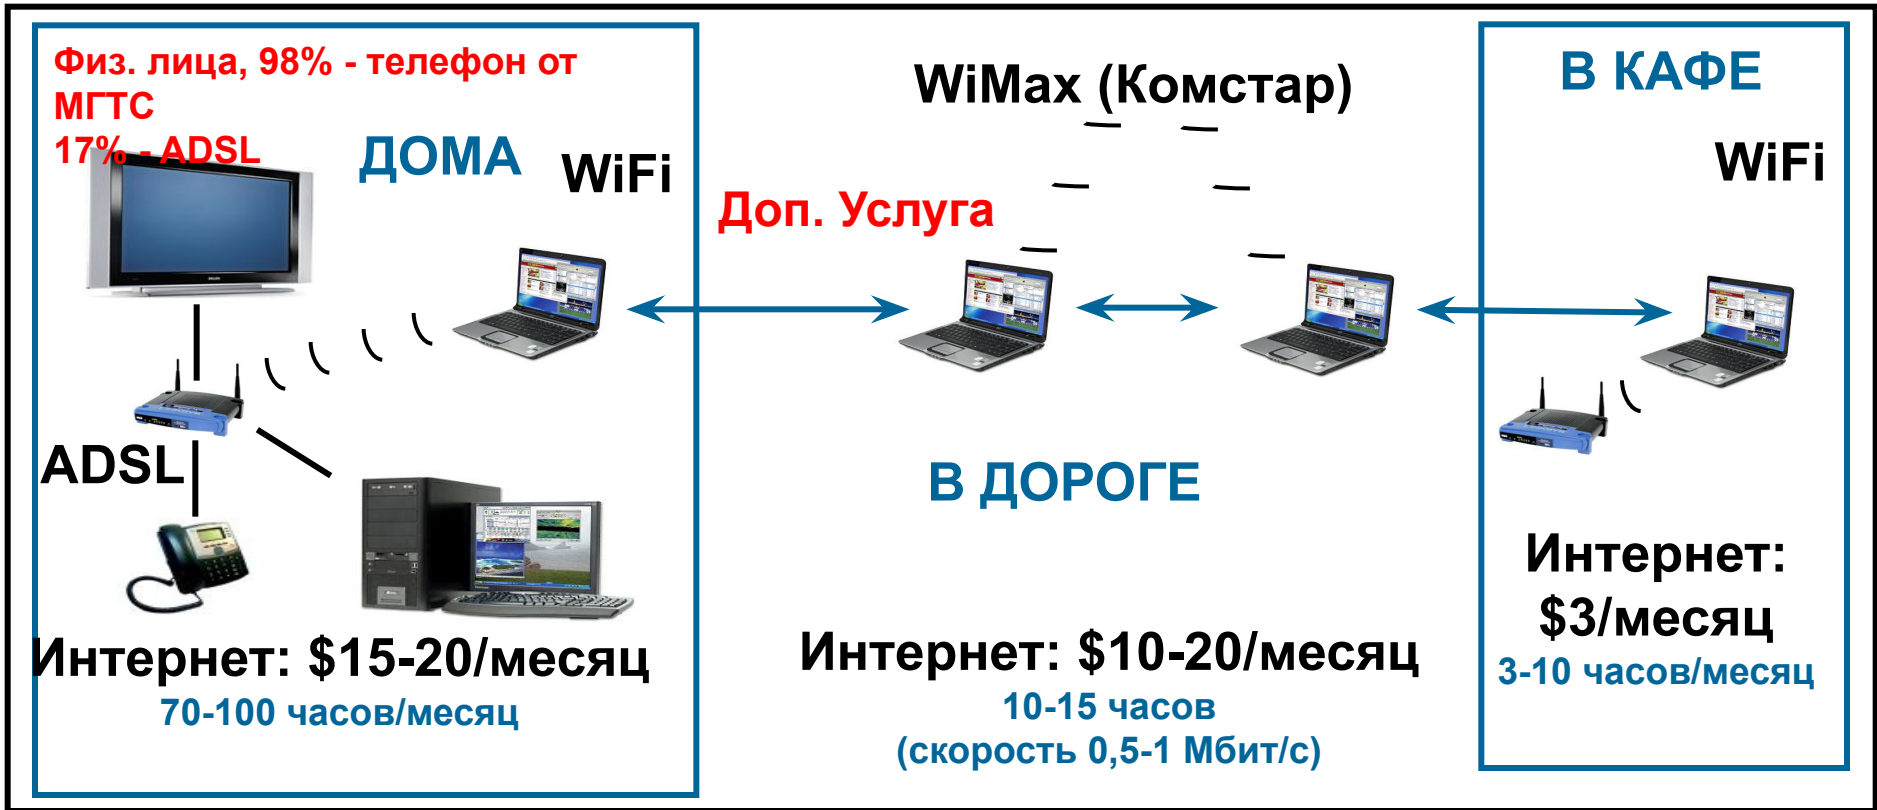 Физ. лица, 98% - телефон от
МГТС
17% - ADSL
ДОМА
WiFi
ADSL
Интернет: $15-20/месяц
70-100 часов/месяц
WiMax (Комстар)
Доп. Услуга
В ДОРОГЕ
Интернет: $10-20/месяц
10-15 часов
(скорость 0,5-1 Мбит/с)
В КАФЕ
WiFi
Интернет:
$3/месяц
3-10 часов/месяц